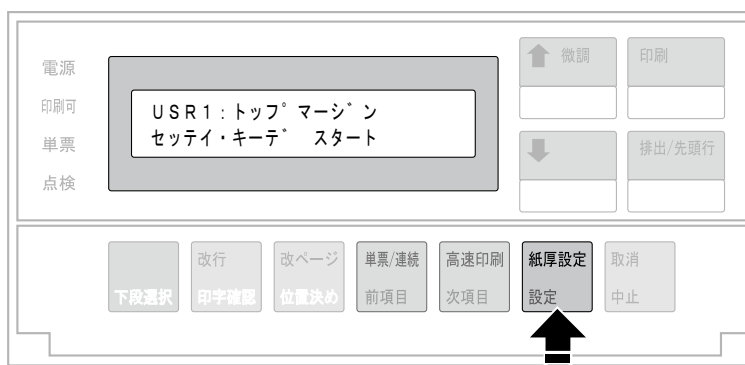 電源
印刷可
単票
点検
USR1:トップマージン
セッテイ・キーデ スタート
微調
印刷
排出/先頭行
下段選択
改行
印字確認
改ページ
位置決め
単票/連続
前項目
高速印刷
次項目
紙厚設定
設定
取消
中止